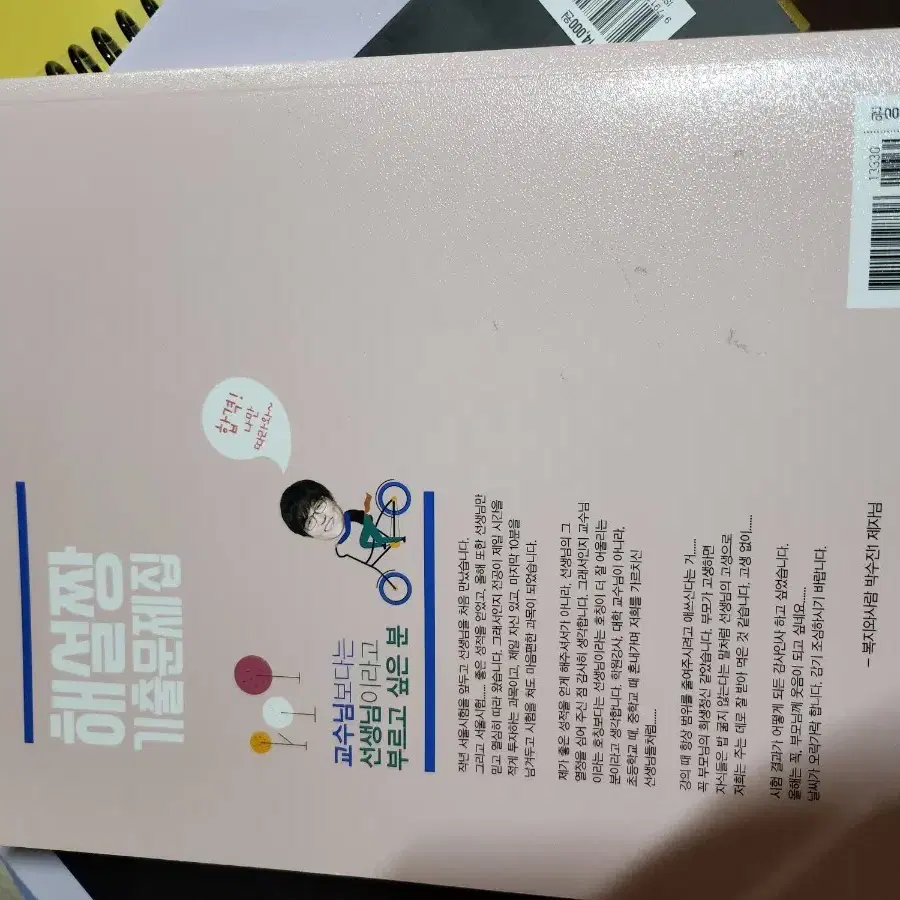 해설짱
기출문제집
합격!
나만
따라와~
교수님보다는
선생님이라고
부르고 싶은 분
작년 서울시험을 앞두고 선생님을 처음 만났습니다.
그리고 서울시험...... 좋은 성적을 얻었고, 올해 또한 선생님만
믿고 열심히 따라 왔습니다. 그래서인지 전공이 제일 시간을
적게 투자하는 과목이고, 제일 자신 있고, 마지막 10분을
남겨두고 시험을 쳐도 마음편한 과목이 되었습니다.
제가 좋은 성적을 얻게 해주셔서가 아니라, 선생님의 그
열정을 심어 주신 점 감사히 생각합니다. 그래서인지 교수님
이라는 호칭보다는 선생님이라는 호칭이 더 잘 어울리는
분이라고 생각합니다. 학원강사, 대학 교수님이 아니라,
초등학교 때, 중학교 때 혼내가며 저희를 가르치신
선생님들처럼......
강의 때 항상 범위를 줄여주시려고 애쓰신다는 거......
꼭 부모님의 희생정신 같았습니다. 부모가 고생하면
자식들은 밥 굶지 않는다는 말처럼 선생님의 고생으로
저희는 주는 데로 잘 받아 먹은 것 같습니다. 고생 없이......
시험 결과가 어떻게 되든 감사인사 하고 싶었습니다.
올해는 꼭, 부모님께 웃음이 되고 싶네요......
날씨가 오락가락 합니다. 감기 조심하시기 바랍니다.
– 복지와사람 박수진! 제자님
13330
00원
14,000원